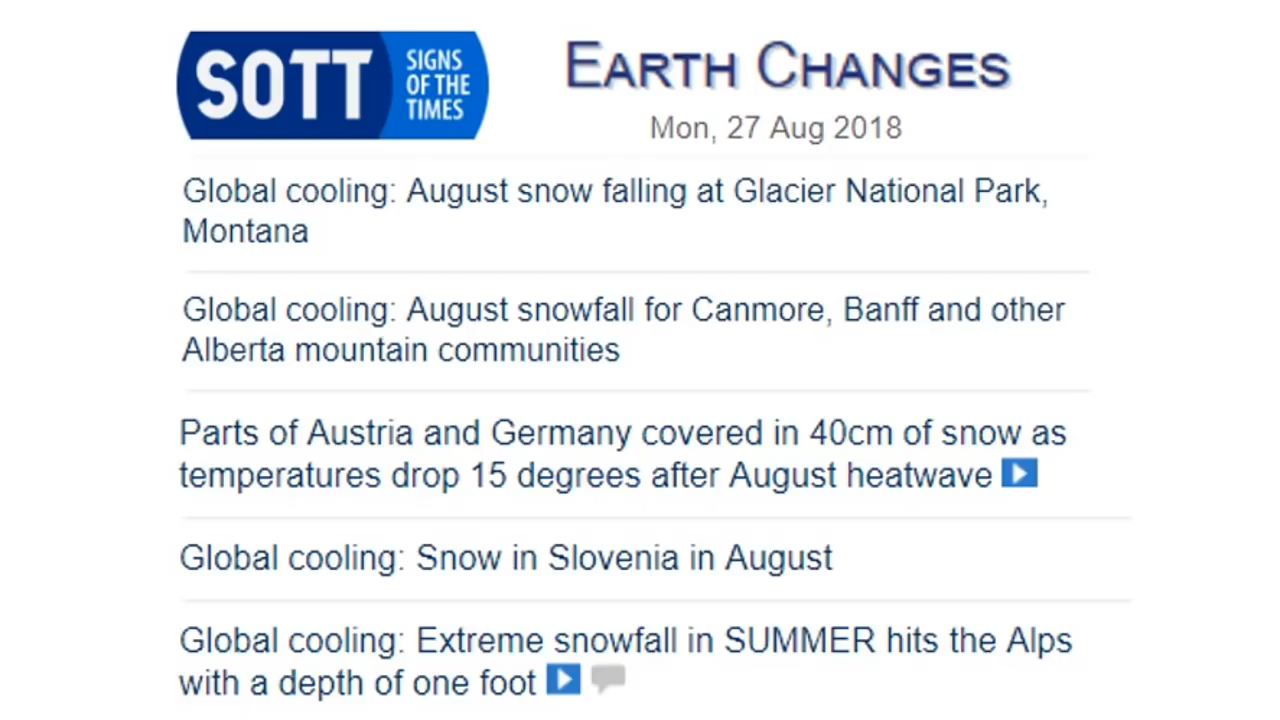 SOTT
SIGNS
OF THE
TIMES
EARTH CHANGES
Mon, 27 Aug 2018
Global cooling: August snow falling at Glacier National Park,
Montana
Global cooling: August snowfall for Canmore, Banff and other
Alberta mountain communities
Parts of Austria and Germany covered in 40cm of snow as
temperatures drop 15 degrees after August heatwave
Global cooling: Snow in Slovenia in August
Global cooling: Extreme snowfall in SUMMER hits the Alps
with a depth of one foot